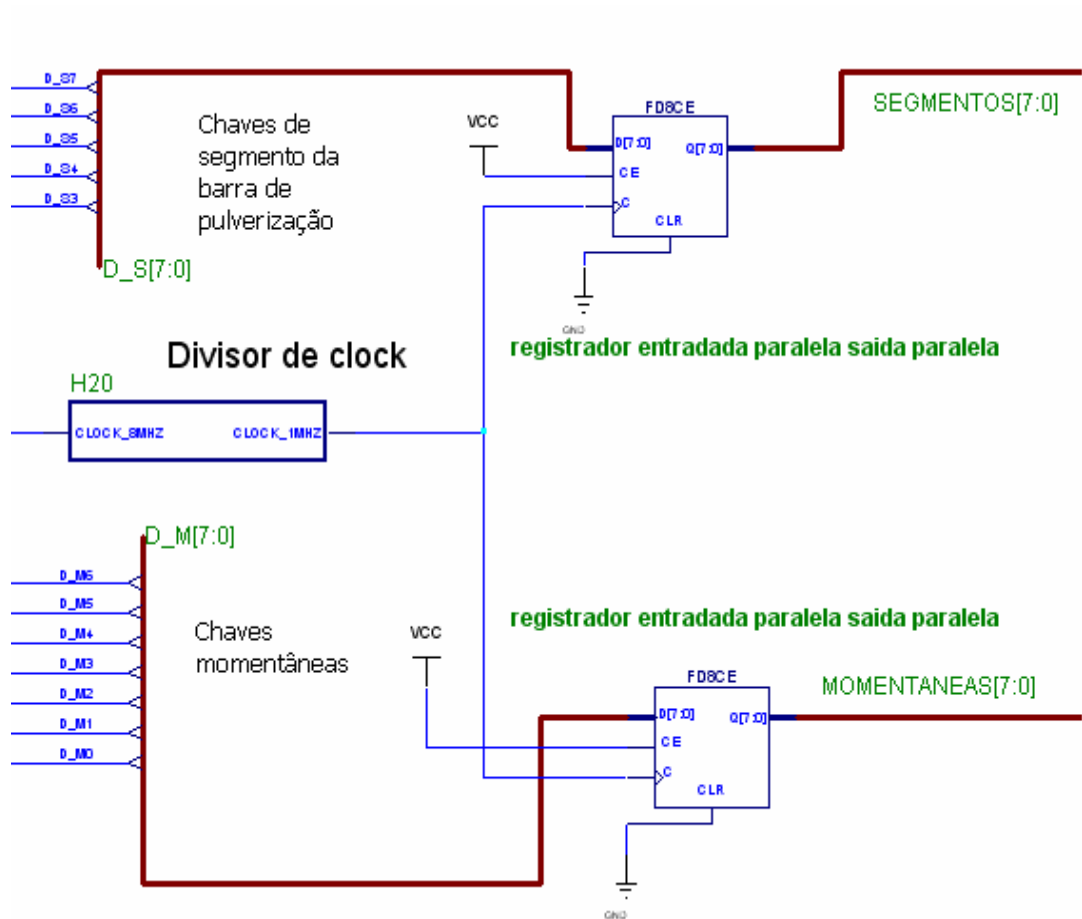 D_S7
D_S6
D_S5
D_S4
D_S3
D_S[7:0]
Chaves de
segmento da
barra de
pulverização
VCC
FD8CE
D[7:0]
Q[7:0]
CE
C
CLR
GND
SEGMENTOS[7:0]
registrador entradada paralela saida paralela
Divisor de clock
H20
CLOCK_8MHZ
CLOCK_1MHZ
D_M[7:0]
D_M6
D_M5
D_M4
D_M3
D_M2
D_M1
D_M0
Chaves
momentâneas
registrador entradada paralela saida paralela
VCC
FD8CE
D[7:0]
Q[7:0]
CE
C
CLR
GND
MOMENTANEAS[7:0]